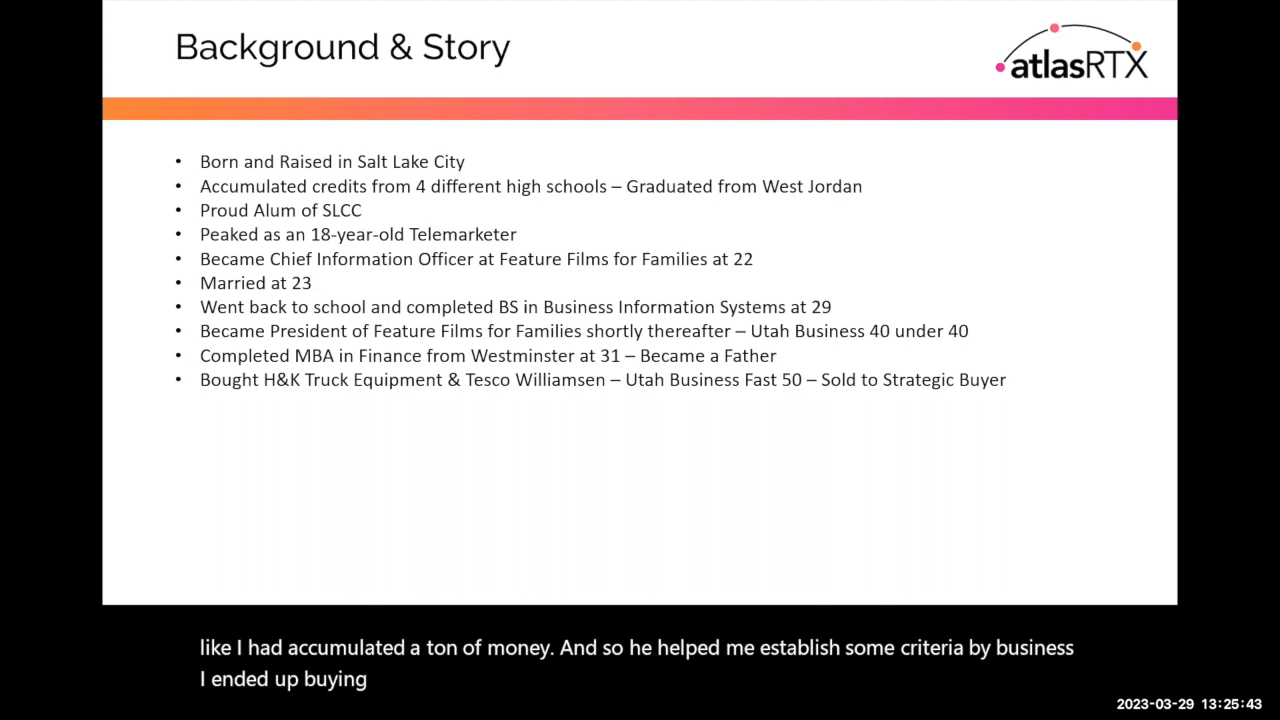 Background & Story
atlasRTX
• Born and Raised in Salt Lake City
• Accumulated credits from 4 different high schools – Graduated from West Jordan
• Proud Alum of SLCC
• Peaked as an 18-year-old Telemarketer
• Became Chief Information Officer at Feature Films for Families at 22
• Married at 23
• Went back to school and completed BS in Business Information Systems at 29
• Became President of Feature Films for Families shortly thereafter – Utah Business 40 under 40
• Completed MBA in Finance from Westminster at 31 – Became a Father
• Bought H&K Truck Equipment & Tesco Williamsen – Utah Business Fast 50 – Sold to Strategic Buyer
like I had accumulated a ton of money. And so he helped me establish some criteria by business
I ended up buying
2023-03-29 13:25:43